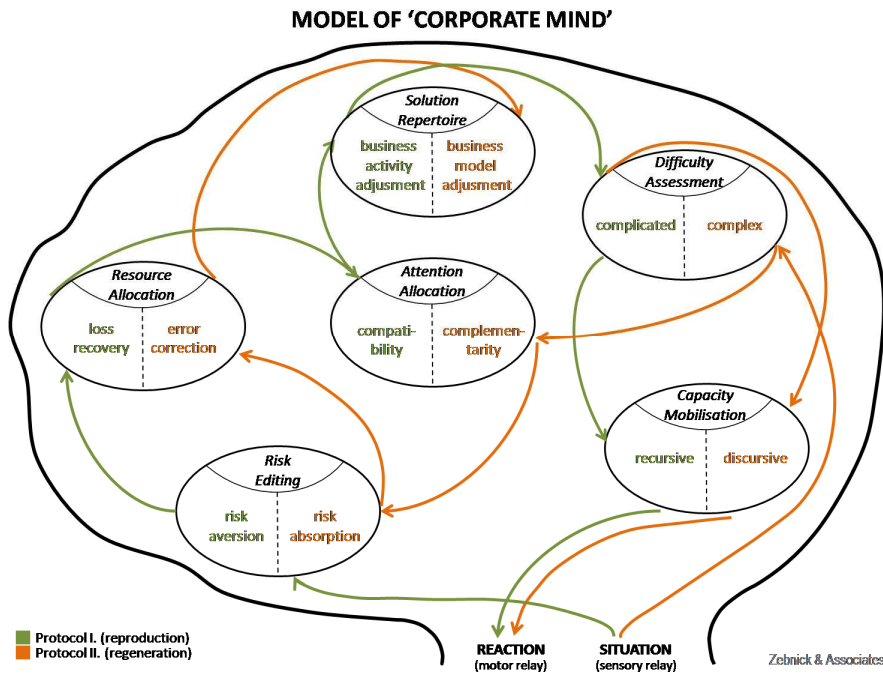 MODEL OF ‘CORPORATE MIND’
Solution
Repertoire
business
activity
adjusment
business
model
adjusment
Difficulty
Assessment
complicated
complex
Resource
Allocation
loss
recovery
error
correction
Attention
Allocation
compati-
bility
complemen-
tarity
Capacity
Mobilisation
recursive
discursive
Risk
Editing
risk
aversion
risk
absorption
Protocol I. (reproduction)
Protocol II. (regeneration)
REACTION
(motor relay)
SITUATION
(sensory relay)
Zebnick & Associates